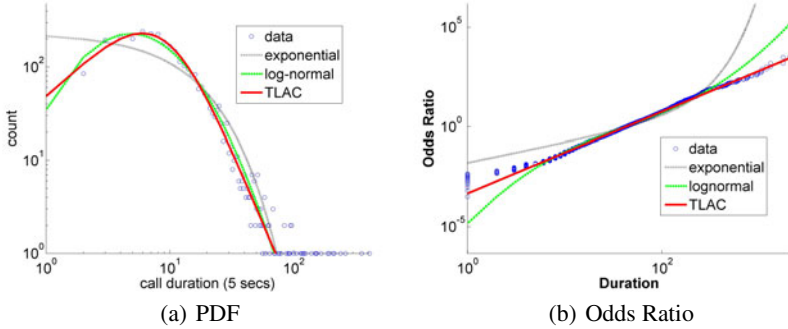 10^2
10^1
10^0
count
data
exponential
log-normal
TLAC
10^0
10^1
10^2
call duration (5 secs)
(a) PDF
10^5
10^0
10^-5
Odds Ratio
data
exponential
lognormal
TLAC
10^0
10^2
Duration
(b) Odds Ratio